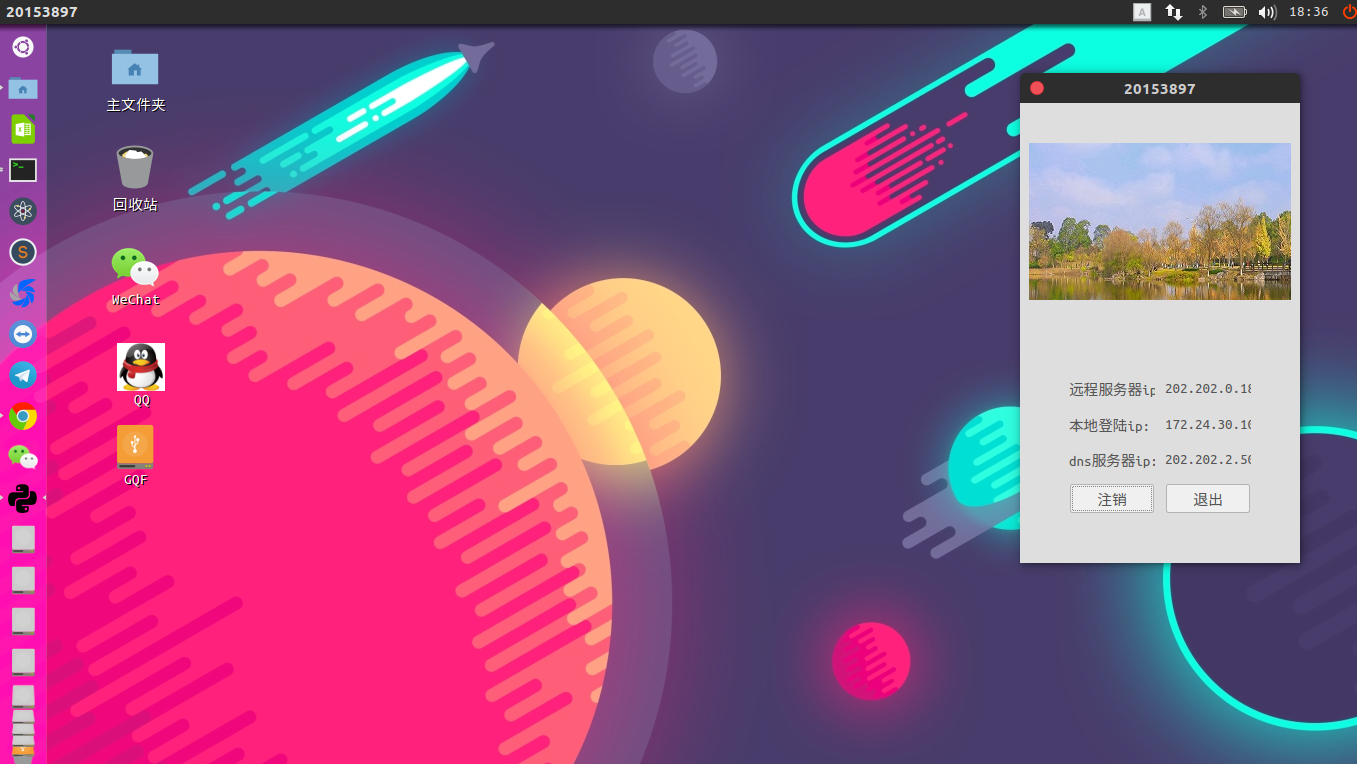 20153897
A
18:36
主文件夹
回收站
WeChat
QQ
GQF
S
20153897
远程服务器ip
202.202.0.18
本地登陆ip:
172.24.30.10
dns服务器ip:
202.202.2.50
注销
退出